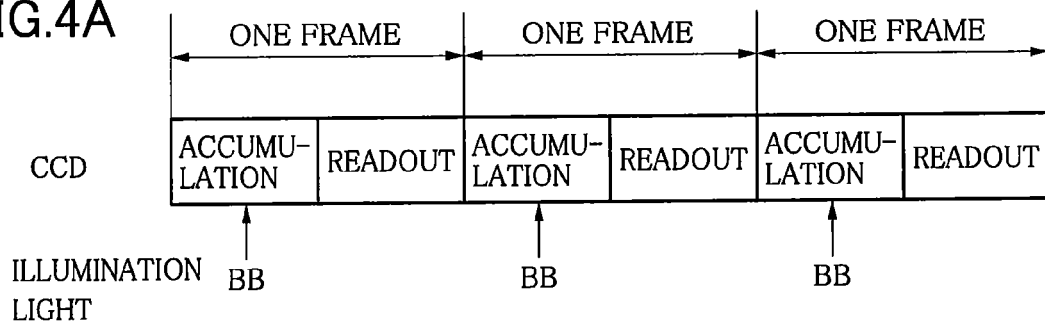 IG.4A
ONE FRAME ONE FRAME ONE FRAME
CCD
ACCUMU-
LATION
READOUT
ACCUMU-
LATION
READOUT
ACCUMU-
LATION
READOUT
ILLUMINATION
LIGHT
BB BB BB